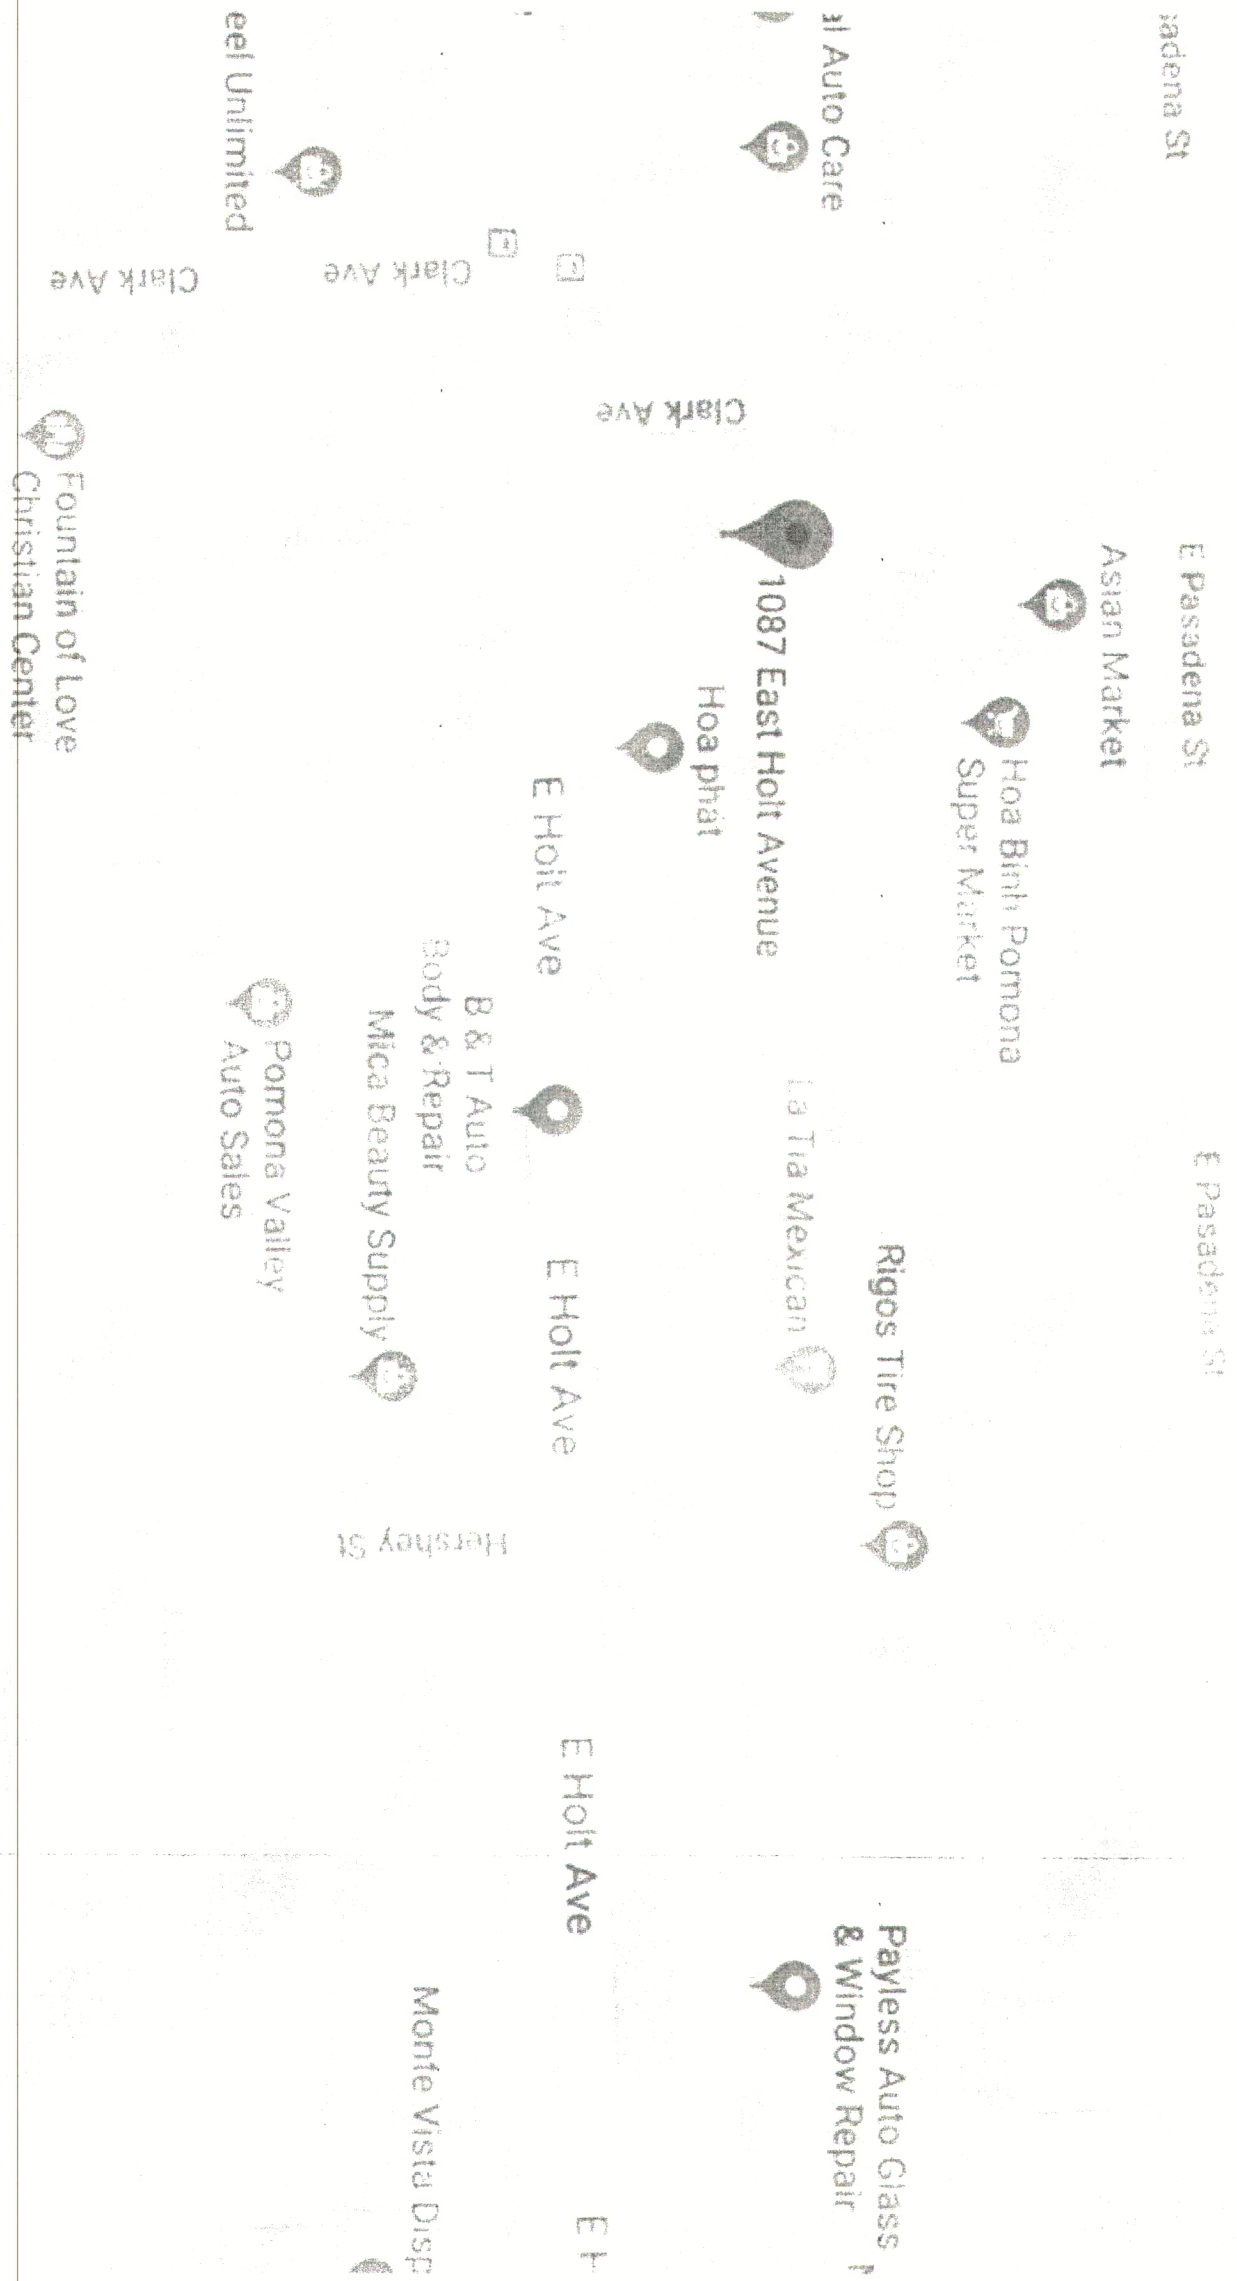 adena St
E Pasadena St
E Pasadena St
Asian Market
Hoa Binh Pomona
Super Market
Rigos Tire Shop
Payless Auto Glass
& Window Repair
al Auto Care
La Tia Mexican
1087 East Holt Avenue
Hoa phat
Clark Ave
E Holt Ave
E Holt Ave
E Holt Ave
E H
B & T Auto
Body & Repair
Clark Ave
Hershey St
Monte Vista Disp
Mica Beauty Supply
Pomona Valley
Auto Sales
eel Unlimited
Clark Ave
Fountain of Love
Christian Center